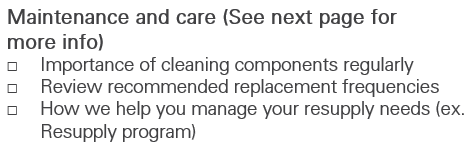 Maintenance and care (See next page for
more info)
□ Importance of cleaning components regularly
□ Review recommended replacement frequencies
□ How we help you manage your resupply needs (ex.
Resupply program)